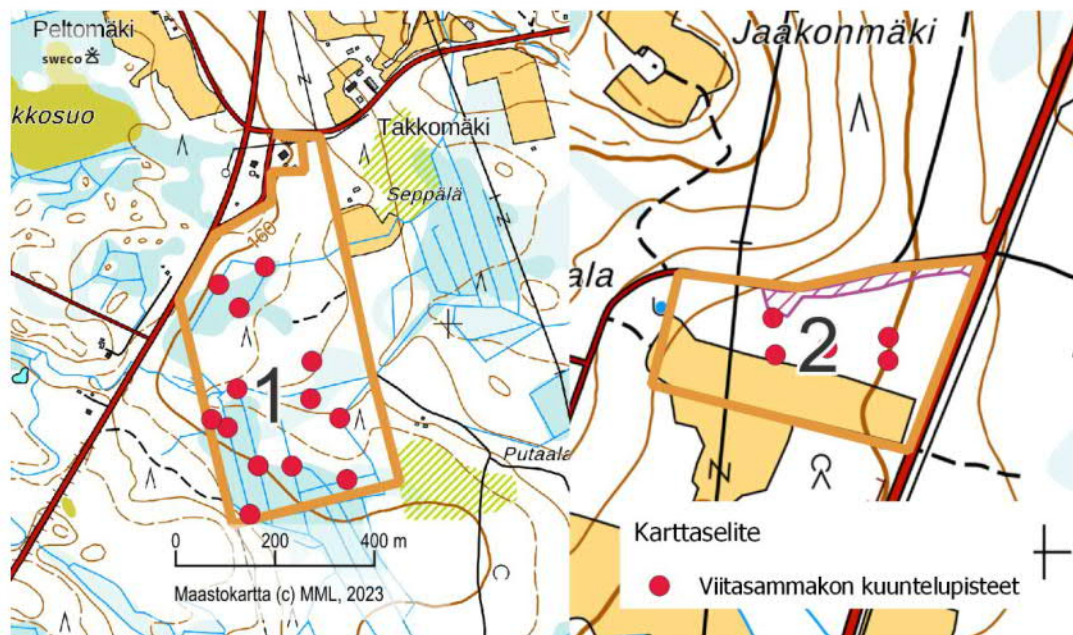 Peltomäki
SWECO
kkosuo
Takkomäki
Seppälä
160
1
Putaala
0 200 400 m
Maastokartta (c) MML, 2023
Jaakonmäki
ala
2
Karttaselite
Viitasammakon kuuntelupisteet